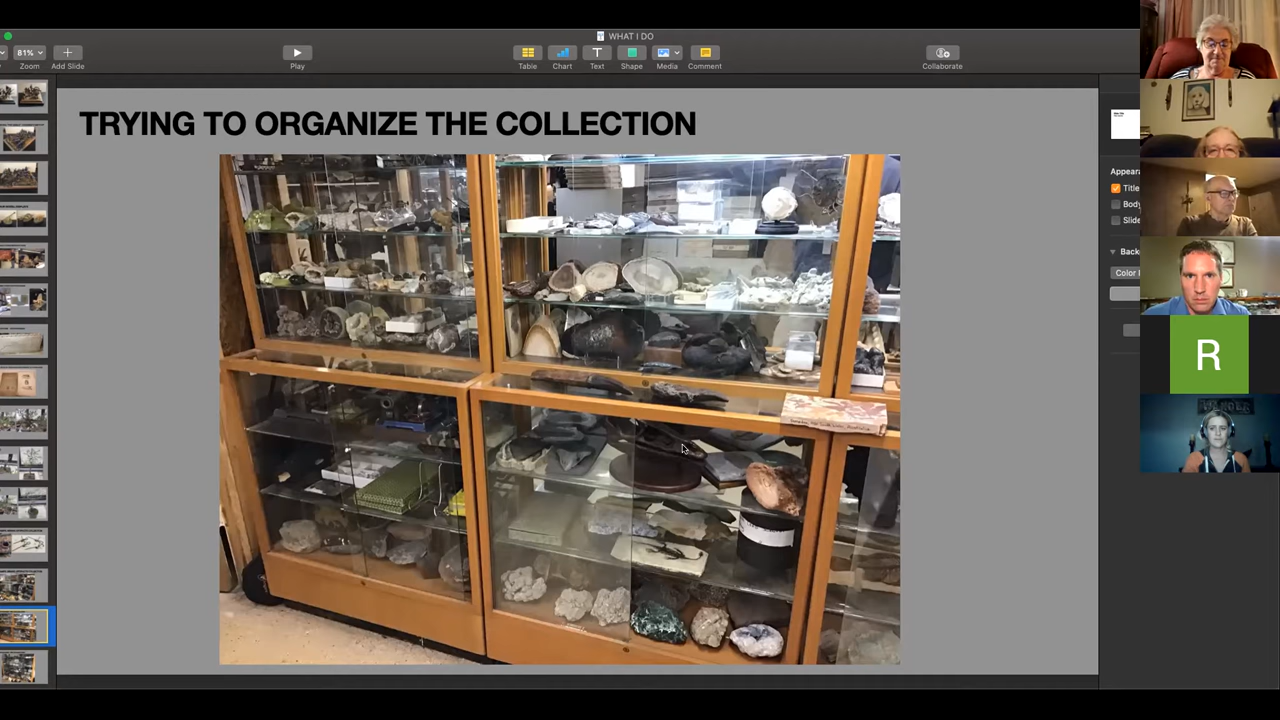 WHAT I DO
81%
Zoom
Add Slide
Play
Table
Chart
Text
Shape
Media
Comment
Collaborate
TRYING TO ORGANIZE THE COLLECTION
Appeara
Title
Body
Slide
Back
Color
R
WANDER